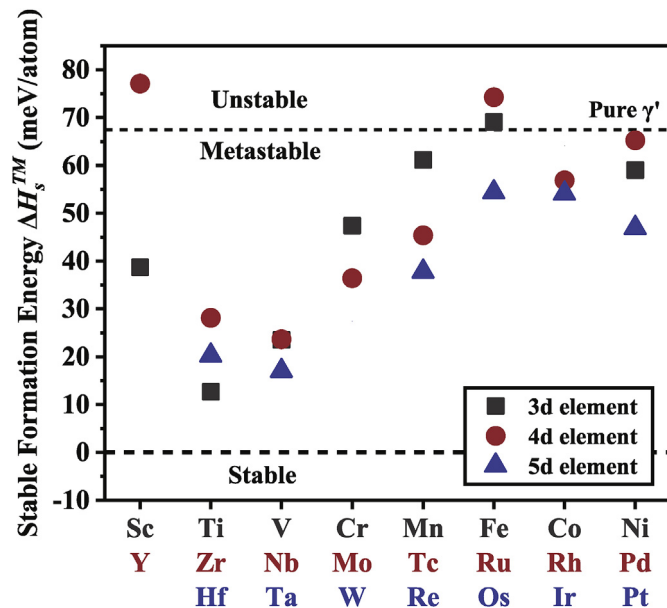 Stable Formation Energy ΔHₛᵀᴹ (meV/atom)
80
70
60
50
40
30
20
10
0
-10
Unstable
Pure γ'
Metastable
Stable
3d element
4d element
5d element
Sc Ti V Cr Mn Fe Co Ni
Y Zr Nb Mo Tc Ru Rh Pd
Hf Ta W Re Os Ir Pt